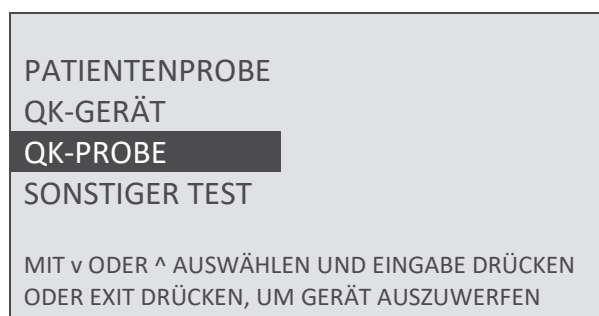 PATIENTENPROBE
QK-GERÄT
QK-PROBE
SONSTIGER TEST
MIT v ODER ^ AUSWÄHLEN UND EINGABE DRÜCKEN
ODER EXIT DRÜCKEN, UM GERÄT AUSZUWERFEN